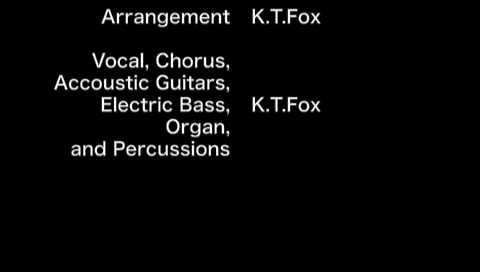 Arrangement K.T.Fox
Vocal, Chorus,
Accoustic Guitars,
Electric Bass, K.T.Fox
Organ,
and Percussions